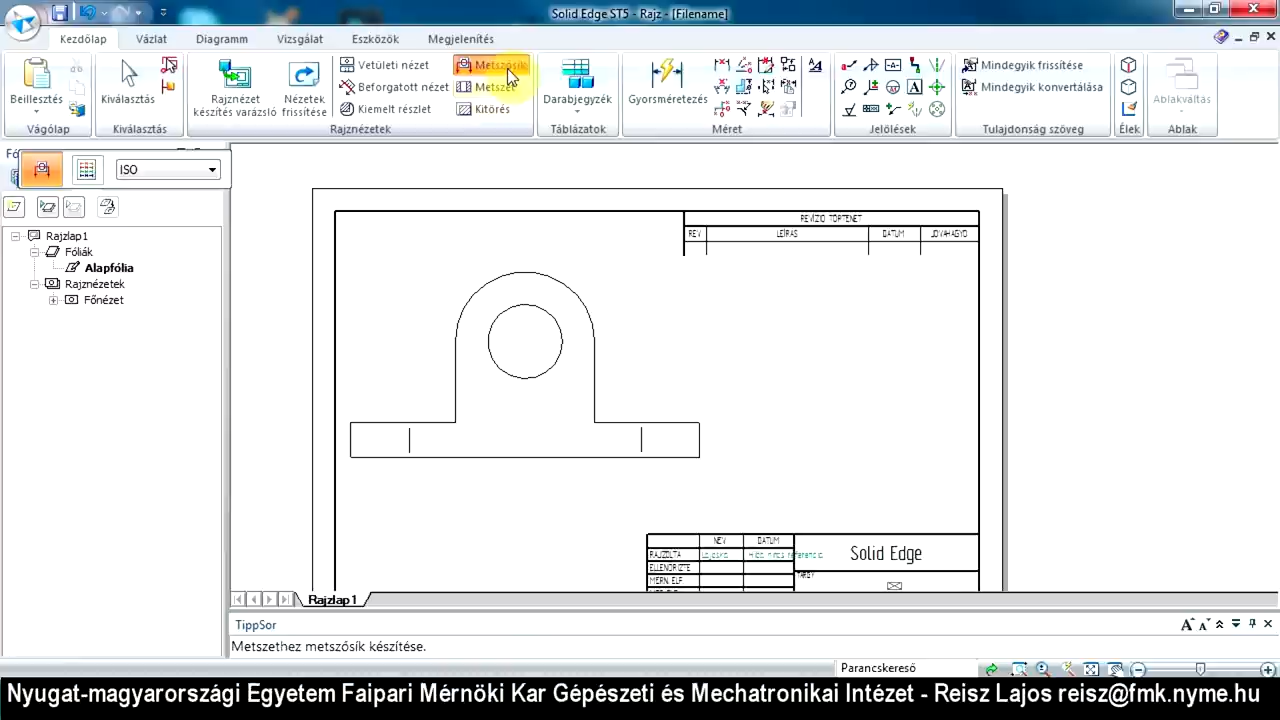 Solid Edge ST5 - Rajz - [Filename]
Kezdőlap Vázlat Diagramm Vizsgálat Eszközök Megjelenítés
Beillesztés
Vágólap
Kiválasztás
Kiválasztás
Rajznézet
készítés varázsló
Nézetek
frissítése
Vetületi nézet
Beforgatott nézet
Kiemelt részlet
Metszősík
Metszet
Kitörés
Rajznézetek
Darabjegyzék
Táblázatok
Gyorsméretezés
Méret
Jelölések
Mindegyik frissítése
Mindegyik konvertálása
Tulajdonság szöveg
Élek
Ablakváltás
Ablak
ISO
Rajzlap1
Fóliák
Alapfólia
Rajznézetek
Főnézet
REVÍZIÓ TÖRTÉNET
REV LEÍRÁS DÁTUM JÓVÁHAGYÓ
NÉV DÁTUM
RAJZOLTA
ELLENŐRIZTE
MÉRN. ELF
Solid Edge
TÁRGY
Rajzlap1
TippSor
Metszethez metszősík készítése.
Parancskereső
Nyugat-magyarországi Egyetem Faipari Mérnöki Kar Gépészeti és Mechatronikai Intézet - Reisz Lajos reisz@fmk.nyme.hu